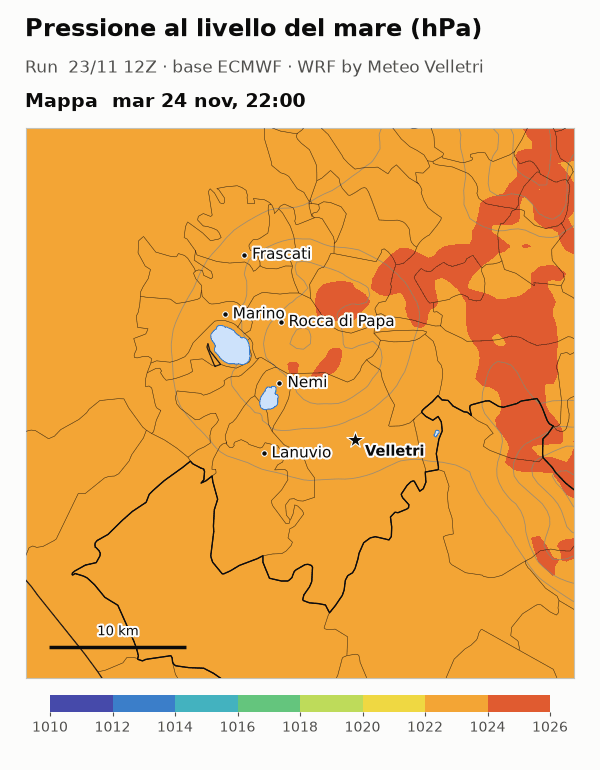 Pressione al livello del mare (hPa)
Run  23/11 12Z · base ECMWF · WRF by Meteo Velletri
Mappa  mar 24 nov, 22:00
Frascati
Marino
Rocca di Papa
Nemi
Velletri
Lanuvio
10 km
1010 1012 1014 1016 1018 1020 1022 1024 1026